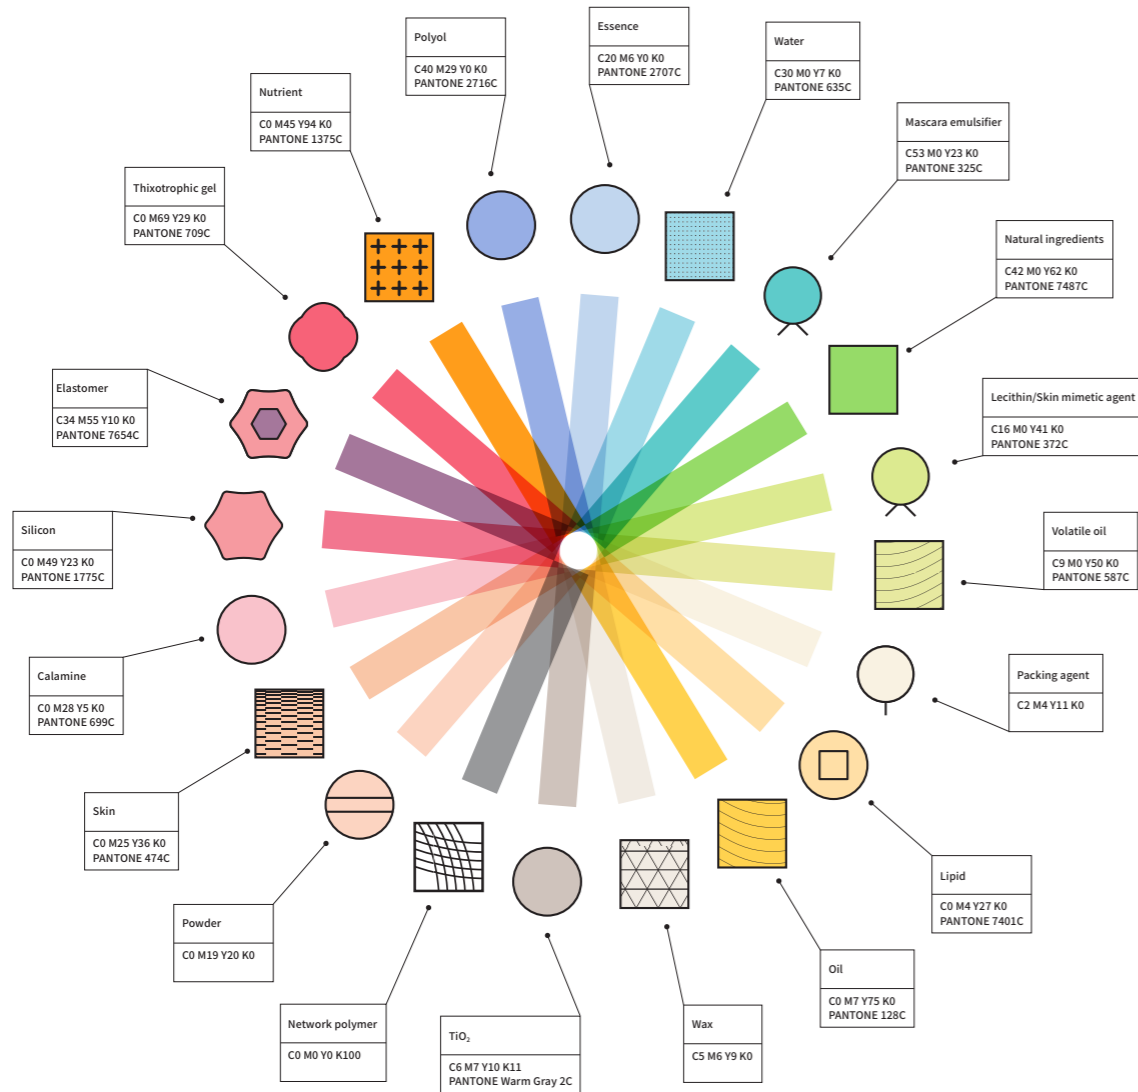 Polyol
C40 M29 Y0 K0
PANTONE 2716C
Essence
C20 M6 Y0 K0
PANTONE 2707C
Water
C30 M0 Y7 K0
PANTONE 635C
Mascara emulsifier
C53 M0 Y23 K0
PANTONE 325C
Natural ingredients
C42 M0 Y62 K0
PANTONE 7487C
Lecithin/Skin mimetic agent
C16 M0 Y41 K0
PANTONE 372C
Volatile oil
C9 M0 Y50 K0
PANTONE 587C
Packing agent
C2 M4 Y11 K0
Lipid
C0 M4 Y27 K0
PANTONE 7401C
Oil
C0 M7 Y75 K0
PANTONE 128C
Wax
C5 M6 Y9 K0
TiO₂
C6 M7 Y10 K11
PANTONE Warm Gray 2C
Network polymer
C0 M0 Y0 K100
Powder
C0 M19 Y20 K0
Skin
C0 M25 Y36 K0
PANTONE 474C
Calamine
C0 M28 Y5 K0
PANTONE 699C
Silicon
C0 M49 Y23 K0
PANTONE 1775C
Elastomer
C34 M55 Y10 K0
PANTONE 7654C
Thixotrophic gel
C0 M69 Y29 K0
PANTONE 709C
Nutrient
C0 M45 Y94 K0
PANTONE 1375C